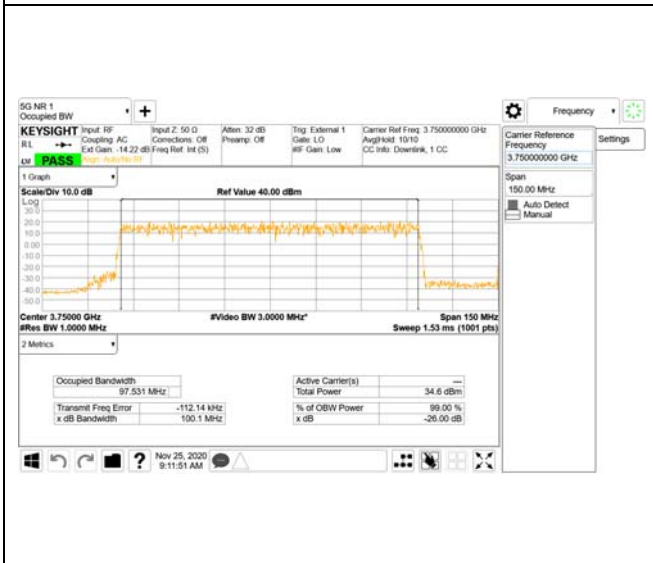 5G NR 1
Occupied BW
+
Frequency
KEYSIGHT
Input: RF
Coupling: AC
Ext Gain: -14.22 dB
Align: Auto/No RF
Input Z: 50 Ω
Corrections: Off
Freq Ref: Int (S)
Atten: 32 dB
Preamp: Off
Trig: External 1
Gate: LO
#IF Gain: Low
Carrier Ref Freq: 3.750000000 GHz
Avg|Hold: 10/10
CC Info: Downlink, 1 CC
RL
PASS
Carrier Reference
Frequency
3.750000000 GHz
Settings
Span
150.00 MHz
Auto Detect
Manual
1 Graph
Scale/Div 10.0 dB
Ref Value 40.00 dBm
Log
30.0
20.0
10.0
0.00
-10.0
-20.0
-30.0
-40.0
-50.0
Center 3.75000 GHz
#Video BW 3.0000 MHz*
Span 150 MHz
#Res BW 1.0000 MHz
Sweep 1.53 ms (1001 pts)
2 Metrics
Occupied Bandwidth
97.531 MHz
Transmit Freq Error -112.14 kHz
x dB Bandwidth 100.1 MHz
Active Carrier(s) ---
Total Power 34.6 dBm
% of OBW Power 99.00 %
x dB -26.00 dB
?
Nov 25, 2020
9:11:51 AM